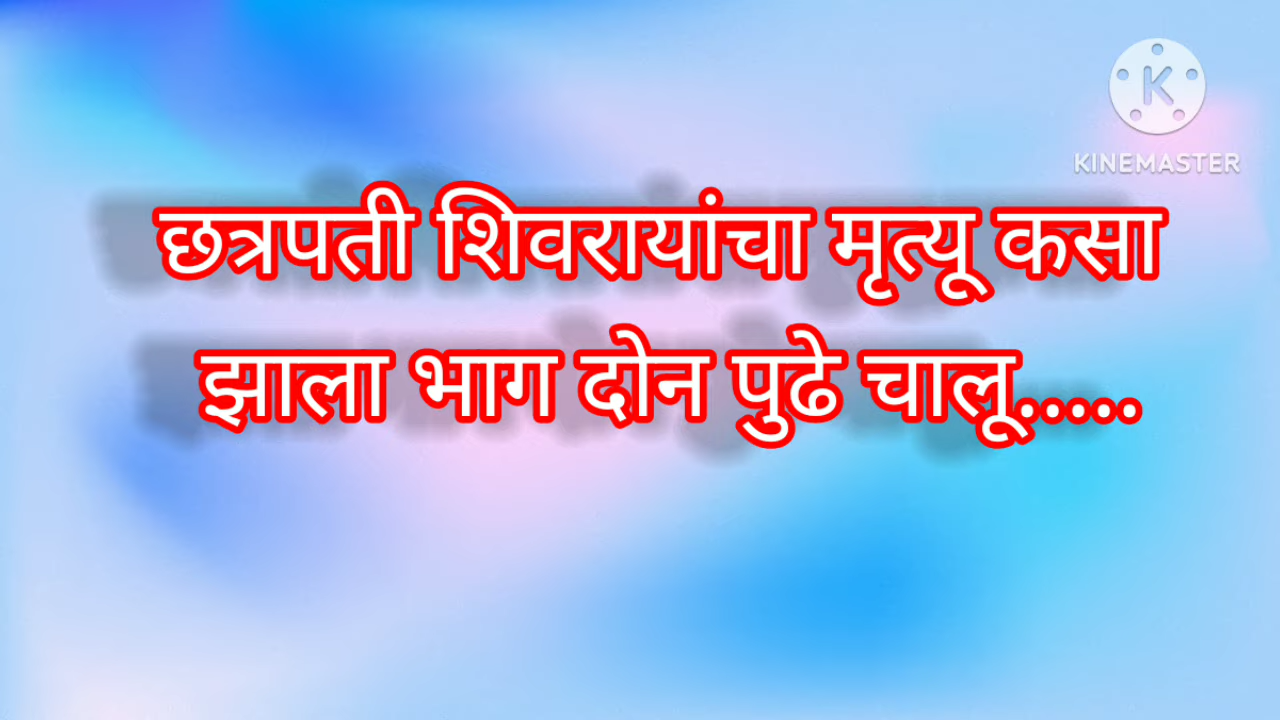 K
KINEMASTER
छत्रपती शिवरायांचा मृत्यू कसा
झाला भाग दोन पुढे चालू.....